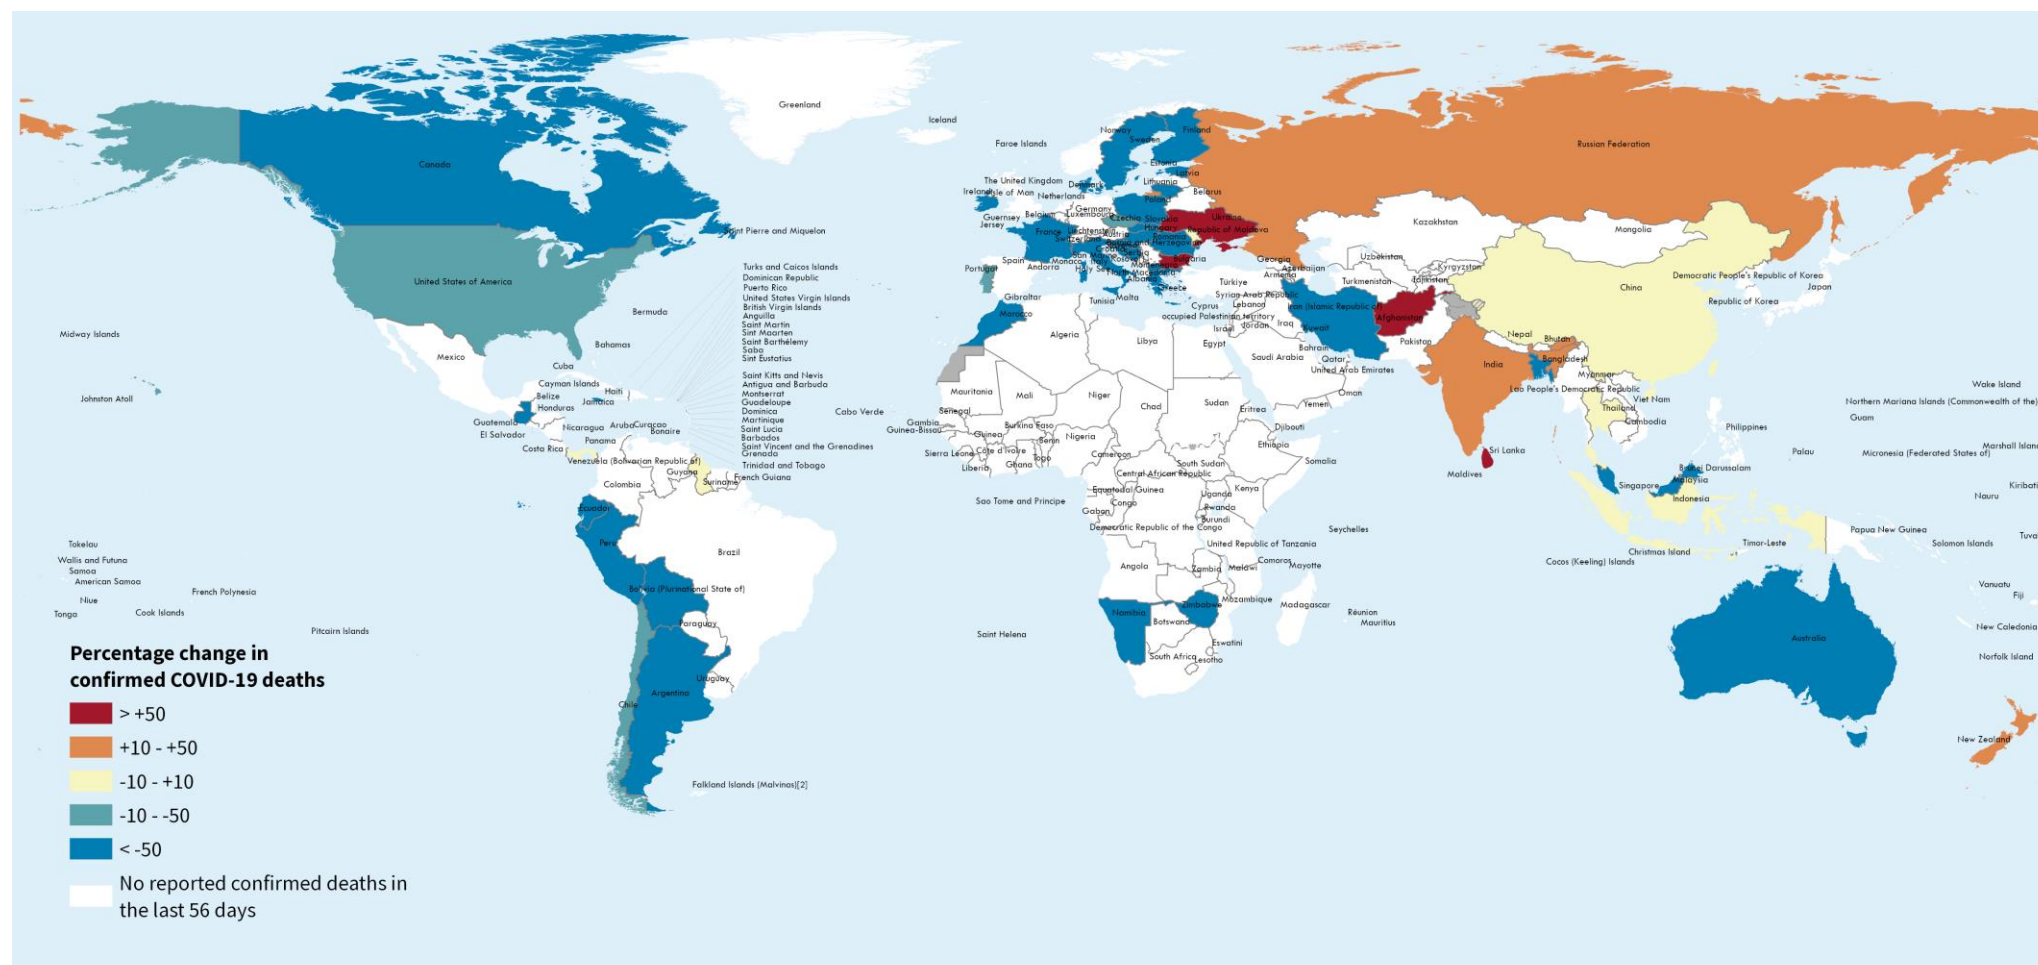 Greenland
Iceland
Faroe Islands
Norway
Sweden
Finland
Russian Federation
Canada
The United Kingdom
Denmark
Estonia
Latvia
Lithuania
Ireland
Isle of Man
Netherlands
Belarus
Poland
Germany
Guernsey
Jersey
Belgium
Luxembourg
Czechia
Slovakia
Ukraine
Kazakhstan
Mongolia
Saint Pierre and Miquelon
France
Liechtenstein
Austria
Hungary
Republic of Moldova
Switzerland
Romania
Bosnia and Herzegovina
Croatia
Serbia
San Marino
Italy
Kosovo
Spain
Andorra
Monaco
Holy See
Montenegro
Bulgaria
North Macedonia
Albania
Greece
Portugal
Georgia
Azerbaijan
Armenia
Uzbekistan
Kyrgyzstan
Turkmenistan
Tajikistan
Democratic People's Republic of Korea
China
Japan
Republic of Korea
United States of America
Turks and Caicos Islands
Dominican Republic
Puerto Rico
United States Virgin Islands
British Virgin Islands
Anguilla
Saint Martin
Sint Maarten
Saint Barthélemy
Saba
Sint Eustatius
Saint Kitts and Nevis
Antigua and Barbuda
Montserrat
Guadeloupe
Dominica
Martinique
Saint Lucia
Barbados
Saint Vincent and the Grenadines
Grenada
Trinidad and Tobago
French Guiana
Bermuda
Bahamas
Midway Islands
Johnston Atoll
Mexico
Cuba
Cayman Islands
Haiti
Belize
Jamaica
Honduras
Guatemala
El Salvador
Nicaragua
Aruba
Curaçao
Bonaire
Panama
Costa Rica
Venezuela (Bolivarian Republic of)
Guyana
Suriname
Colombia
Ecuador
Peru
Brazil
Bolivia (Plurinational State of)
Paraguay
Uruguay
Argentina
Chile
Falkland Islands (Malvinas)[2]
Gibraltar
Tunisia
Malta
Türkiye
Syrian Arab Republic
Cyprus
Lebanon
occupied Palestinian territory
Israel
Jordan
Iraq
Iran (Islamic Republic of)
Kuwait
Afghanistan
Pakistan
Nepal
Bhutan
Bangladesh
India
Morocco
Algeria
Libya
Egypt
Saudi Arabia
Bahrain
Qatar
United Arab Emirates
Oman
Yemen
Myanmar
Lao People's Democratic Republic
Viet Nam
Thailand
Cambodia
Philippines
Wake Island
Northern Mariana Islands (Commonwealth of the)
Guam
Mauritania
Mali
Niger
Chad
Sudan
Eritrea
Cabo Verde
Senegal
Gambia
Guinea-Bissau
Guinea
Burkina Faso
Benin
Nigeria
Djibouti
Ethiopia
Somalia
Sierra Leone
Côte d'Ivoire
Liberia
Ghana
Togo
Cameroon
South Sudan
Central African Republic
Sri Lanka
Maldives
Brunei Darussalam
Malaysia
Singapore
Indonesia
Palau
Marshall Islan
Micronesia (Federated States of)
Kiribati
Nauru
Sao Tome and Principe
Equatorial Guinea
Congo
Gabon
Uganda
Kenya
Rwanda
Burundi
Democratic Republic of the Congo
Seychelles
United Republic of Tanzania
Comoros
Mayotte
Papua New Guinea
Solomon Islands
Tuva
Timor-Leste
Christmas Island
Cocos (Keeling) Islands
Angola
Zambia
Malawi
Mozambique
Madagascar
Zimbabwe
Namibia
Botswana
Réunion
Mauritius
Saint Helena
Eswatini
South Africa
Lesotho
Australia
Vanuatu
Fiji
New Caledonia
Norfolk Island
New Zealand
Tokelau
Wallis and Futuna
Samoa
American Samoa
Niue
French Polynesia
Tonga
Cook Islands
Pitcairn Islands
Percentage change in
confirmed COVID-19 deaths
> +50
+10 - +50
-10 - +10
-10 - -50
< -50
No reported confirmed deaths in
the last 56 days